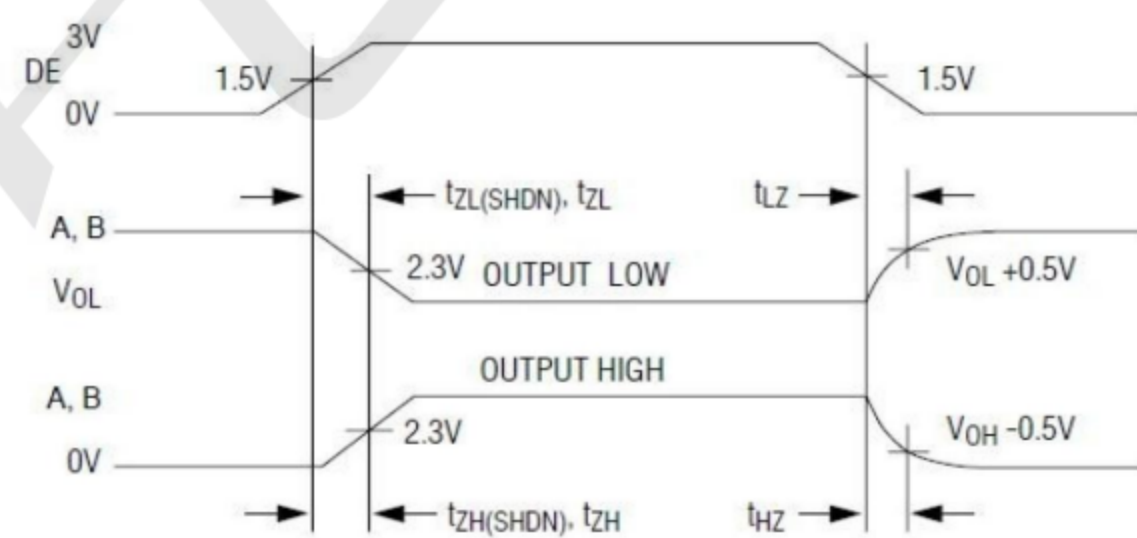 3V
DE
1.5V
1.5V
0V
tZL(SHDN), tZL
tLZ
A, B
2.3V
OUTPUT LOW
VOL +0.5V
VOL
OUTPUT HIGH
A, B
2.3V
VOH -0.5V
0V
tZH(SHDN), tZH
tHZ